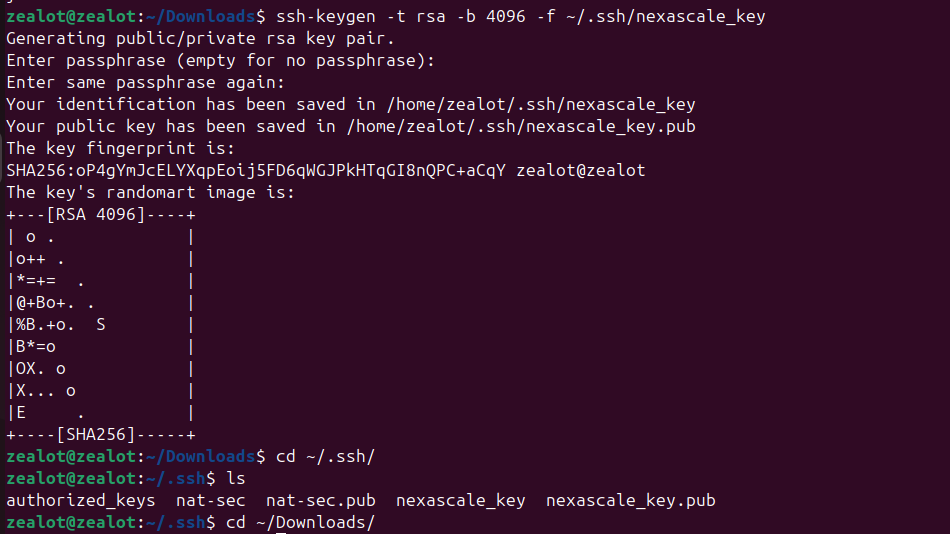 zealot@zealot:~/Downloads$ ssh-keygen -t rsa -b 4096 -f ~/.ssh/nexascale_key
Generating public/private rsa key pair.
Enter passphrase (empty for no passphrase):
Enter same passphrase again:
Your identification has been saved in /home/zealot/.ssh/nexascale_key
Your public key has been saved in /home/zealot/.ssh/nexascale_key.pub
The key fingerprint is:
SHA256:oP4gYmJcELYXqpEoij5FD6qWGJPkHTqGI8nQPC+aCqY zealot@zealot
The key's randomart image is:
+---[RSA 4096]----+
| o .             |
|o++ .            |
|*=+=  .          |
|@+Bo+. .         |
|%B.+o.  S        |
|B*=o             |
|OX. o            |
|X... o           |
|E     .          |
+----[SHA256]-----+
zealot@zealot:~/Downloads$ cd ~/.ssh/
zealot@zealot:~/.ssh$ ls
authorized_keys  nat-sec  nat-sec.pub  nexascale_key  nexascale_key.pub
zealot@zealot:~/.ssh$ cd ~/Downloads/